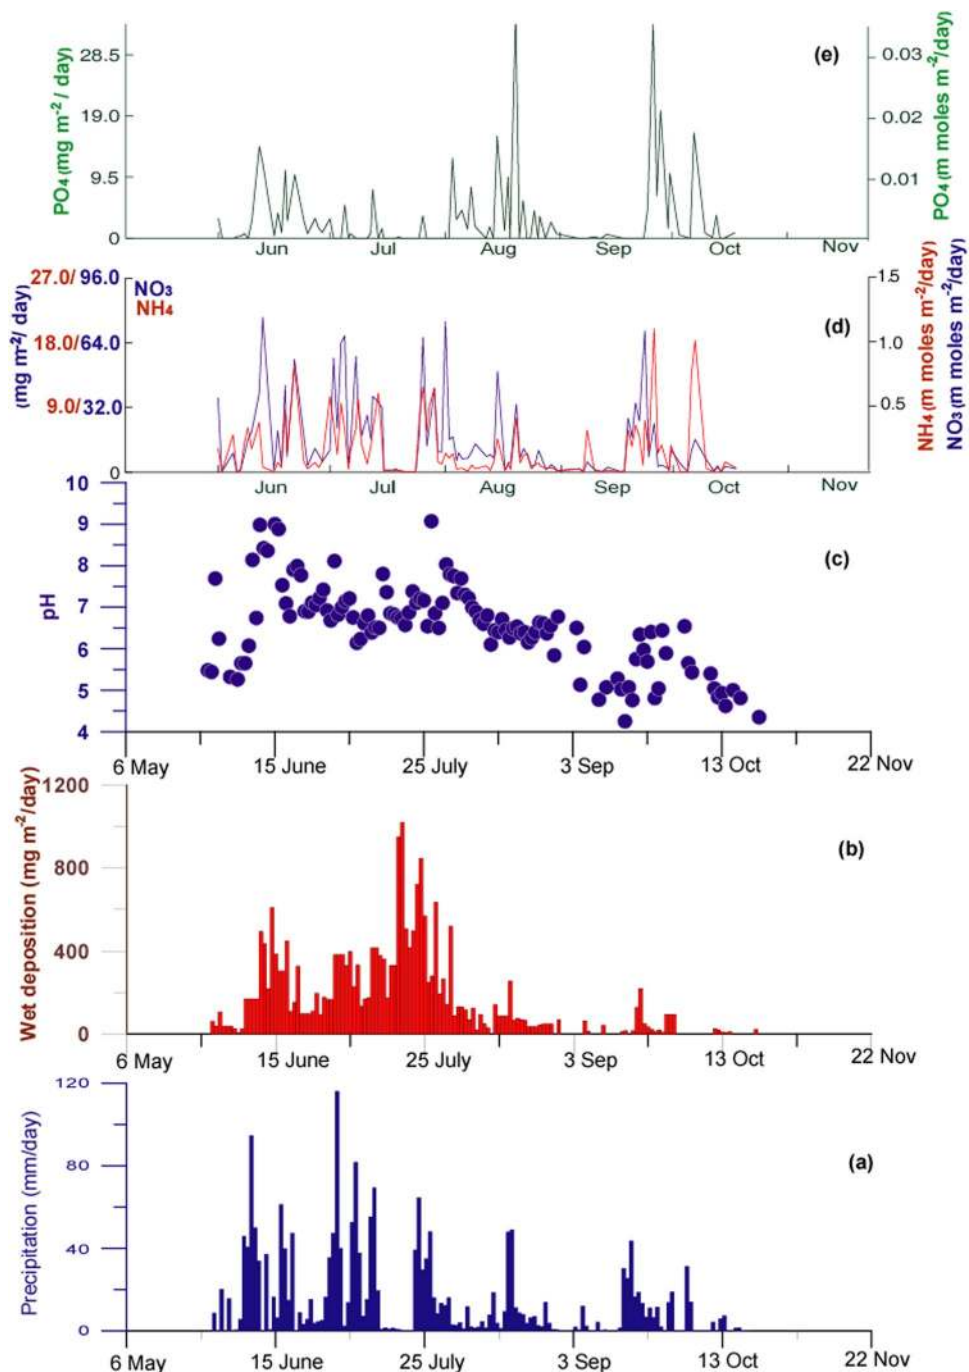 PO₄ (mg m⁻² / day)
28.5
19.0
9.5
0
(e)
0.03
0.02
0.01
PO₄ (m moles m⁻²/day)
Jun Jul Aug Sep Oct Nov
(mg m⁻²/ day)
27.0/ 96.0
18.0/ 64.0
9.0/ 32.0
0
NO₃
NH₄
(d)
1.5
1.0
0.5
NH₄ (m moles m⁻²/day)
NO₃ (m moles m⁻²/day)
Jun Jul Aug Sep Oct Nov
pH
10
9
8
7
6
5
4
(c)
6 May 15 June 25 July 3 Sep 13 Oct 22 Nov
Wet deposition (mg m⁻²/day)
1200
800
400
0
(b)
6 May 15 June 25 July 3 Sep 13 Oct 22 Nov
Precipitation (mm/day)
120
80
40
0
(a)
6 May 15 June 25 July 3 Sep 13 Oct 22 Nov